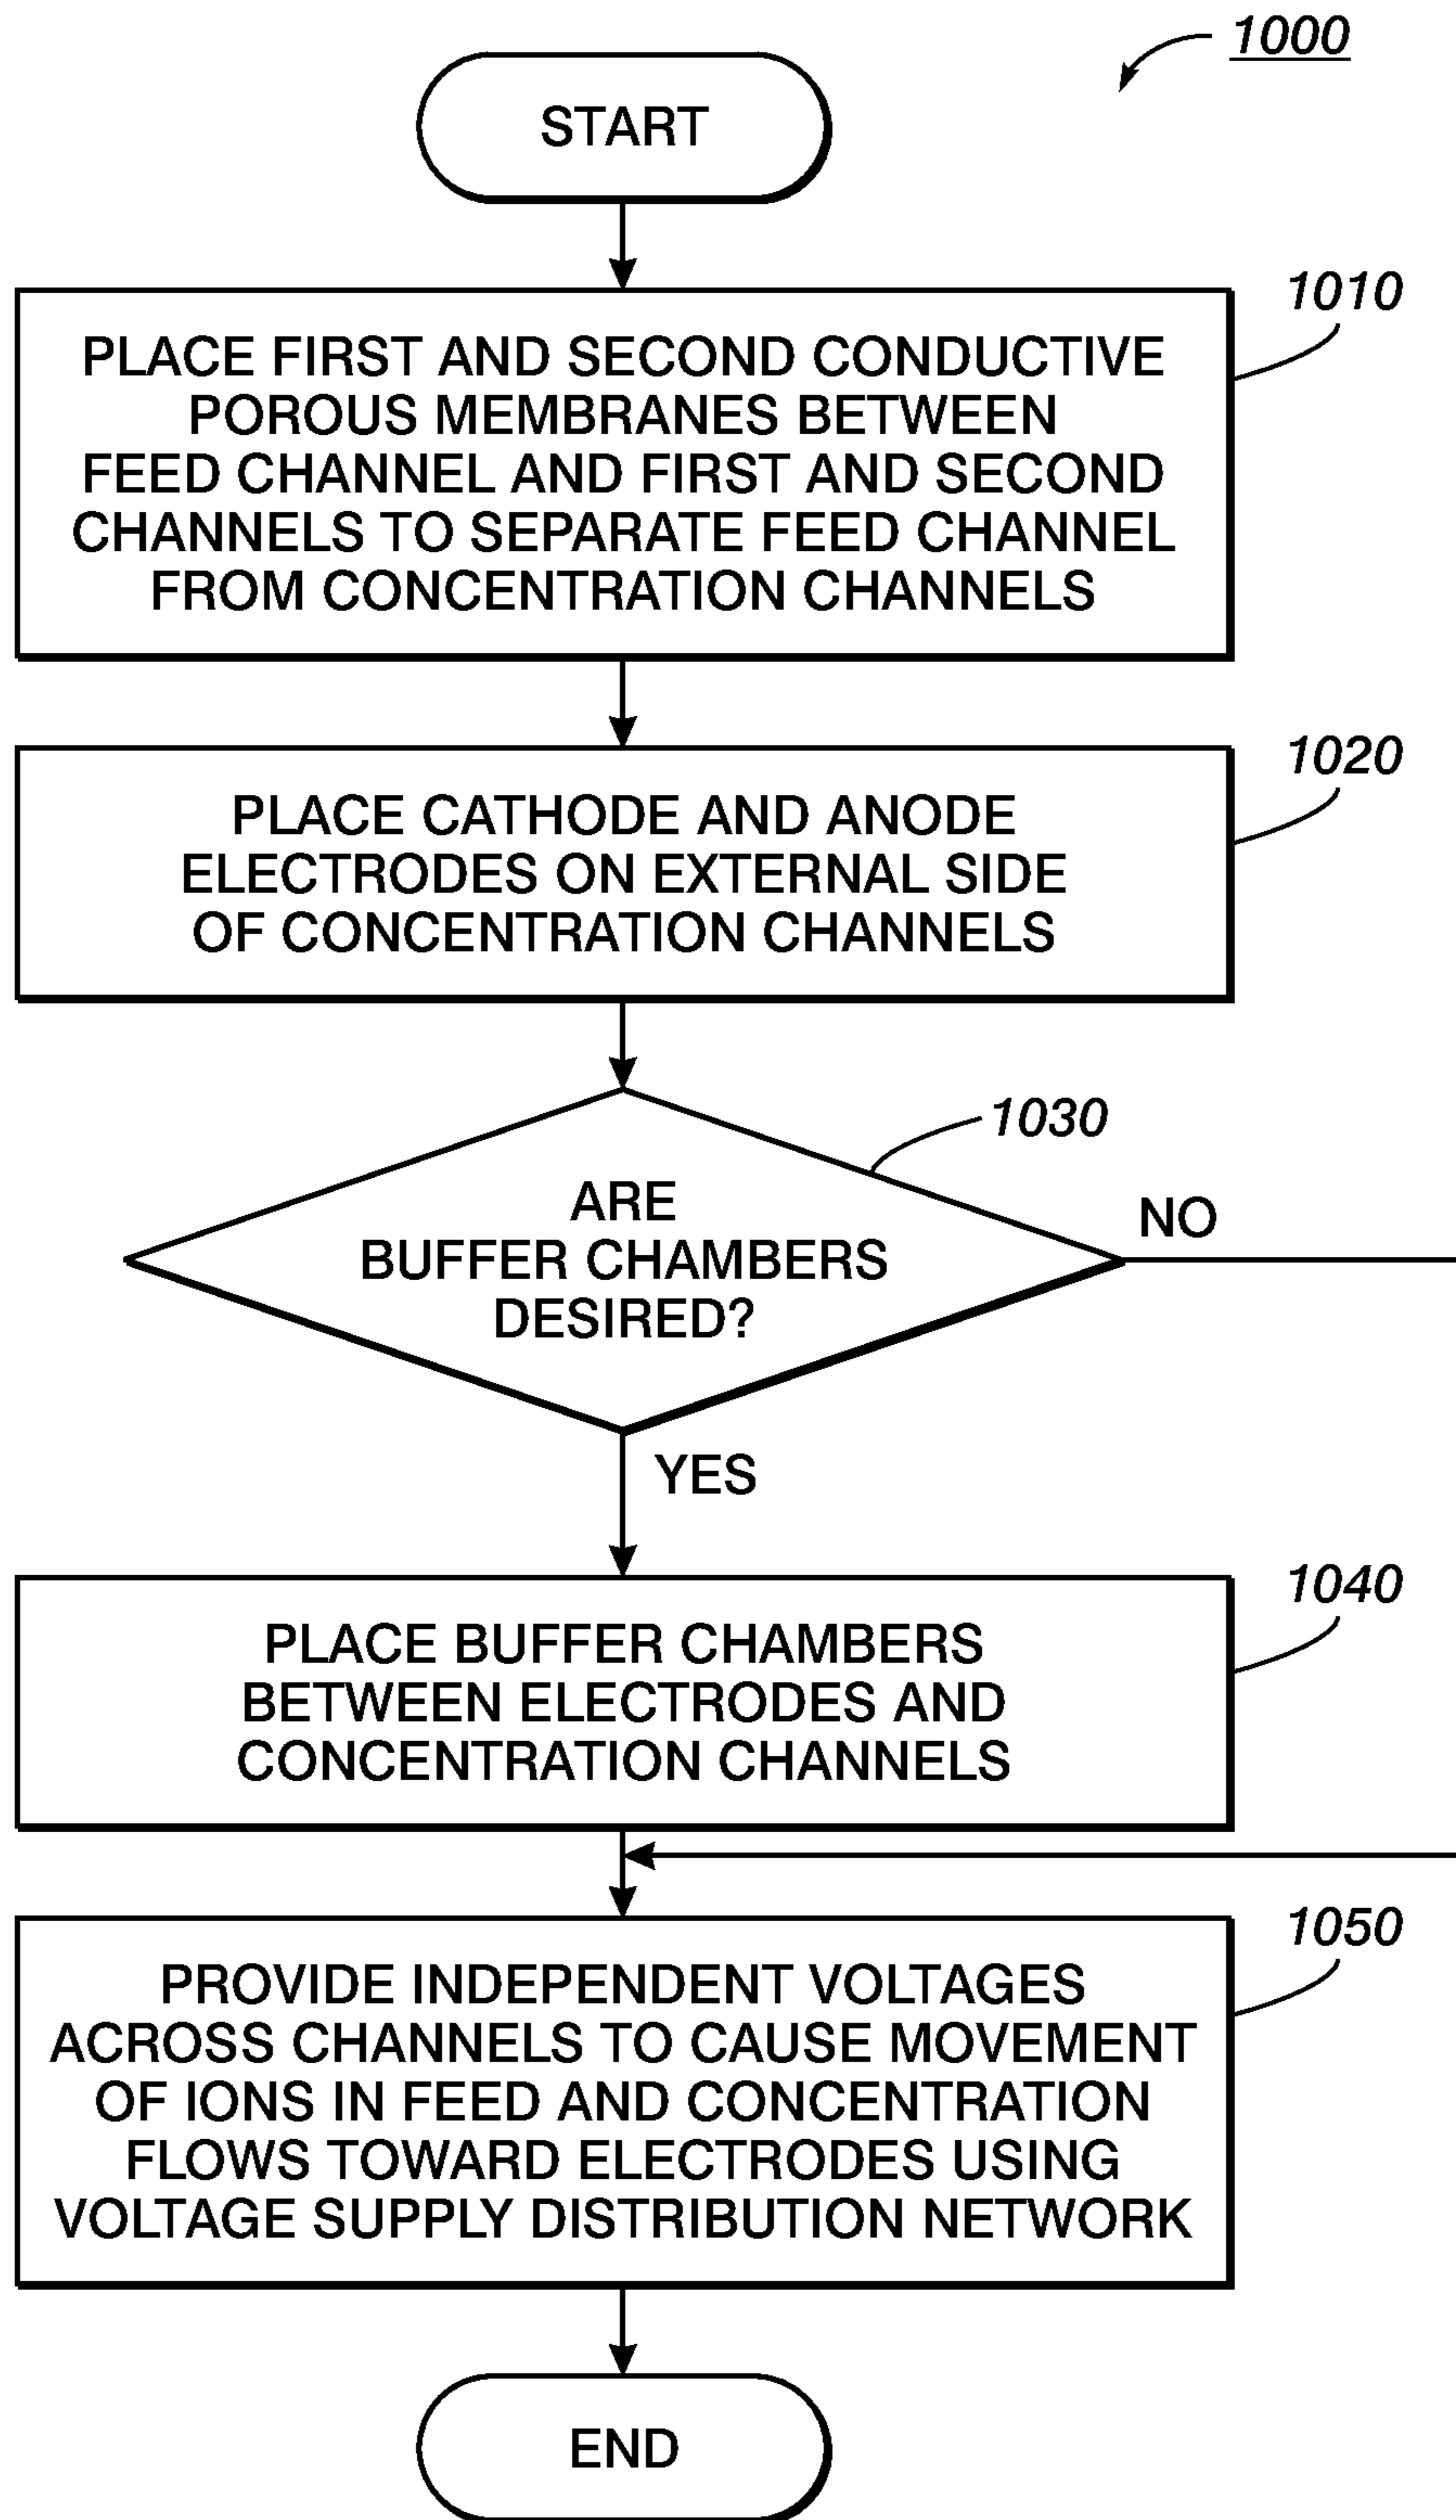 1000
START
1010
PLACE FIRST AND SECOND CONDUCTIVE
POROUS MEMBRANES BETWEEN
FEED CHANNEL AND FIRST AND SECOND
CHANNELS TO SEPARATE FEED CHANNEL
FROM CONCENTRATION CHANNELS
1020
PLACE CATHODE AND ANODE
ELECTRODES ON EXTERNAL SIDE
OF CONCENTRATION CHANNELS
1030
ARE
BUFFER CHAMBERS
DESIRED?
NO
YES
1040
PLACE BUFFER CHAMBERS
BETWEEN ELECTRODES AND
CONCENTRATION CHANNELS
1050
PROVIDE INDEPENDENT VOLTAGES
ACROSS CHANNELS TO CAUSE MOVEMENT
OF IONS IN FEED AND CONCENTRATION
FLOWS TOWARD ELECTRODES USING
VOLTAGE SUPPLY DISTRIBUTION NETWORK
END